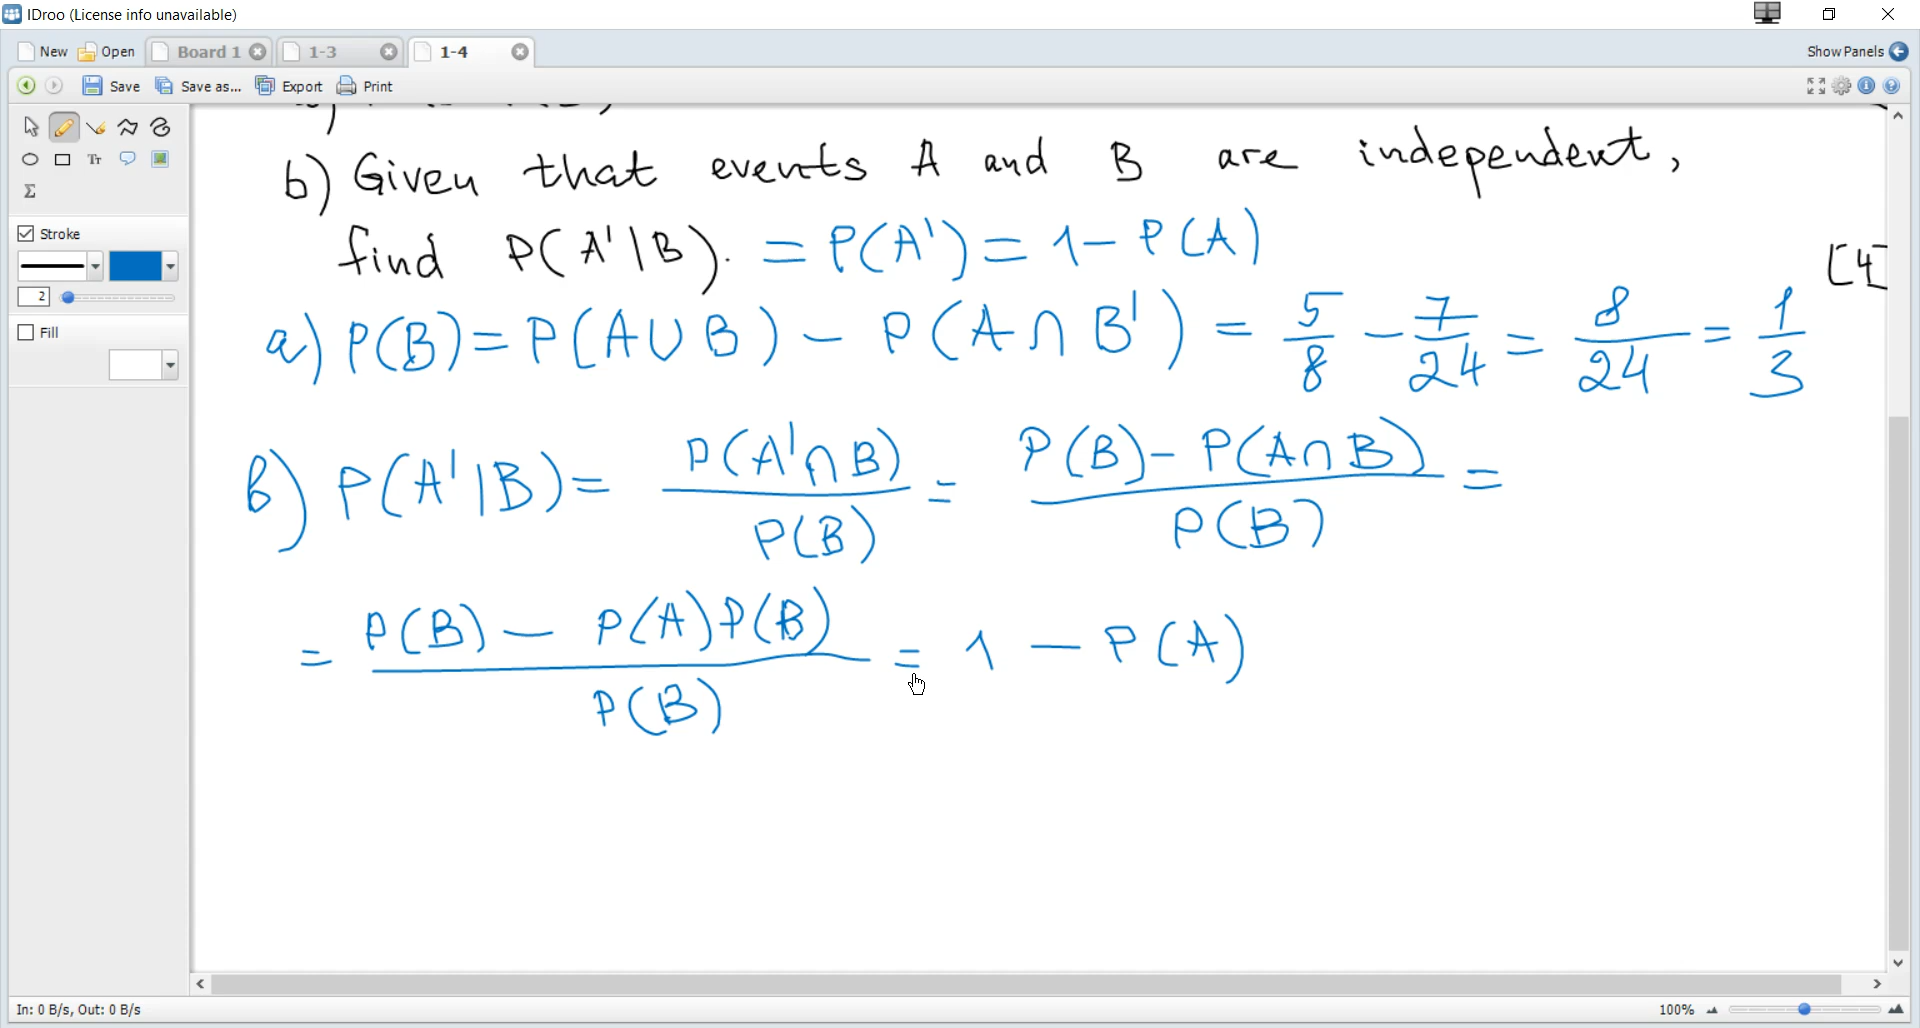 IDroo (License info unavailable)
New Open Board 1 1-3 1-4 Show Panels
Save Save as... Export Print
Tt
Σ
Stroke
2
Fill
b) Given that events A and B are independent,
find P(A'|B). = P(A') = 1 - P(A)
[4]
a) P(B) = P(A∪B) - P(A∩B') = 5/8 - 7/24 = 8/24 = 1/3
b) P(A'|B) = P(A'∩B)/P(B) = (P(B) - P(A∩B))/P(B) =
= (P(B) - P(A)P(B))/P(B) = 1 - P(A)
In: 0 B/s, Out: 0 B/s 100%